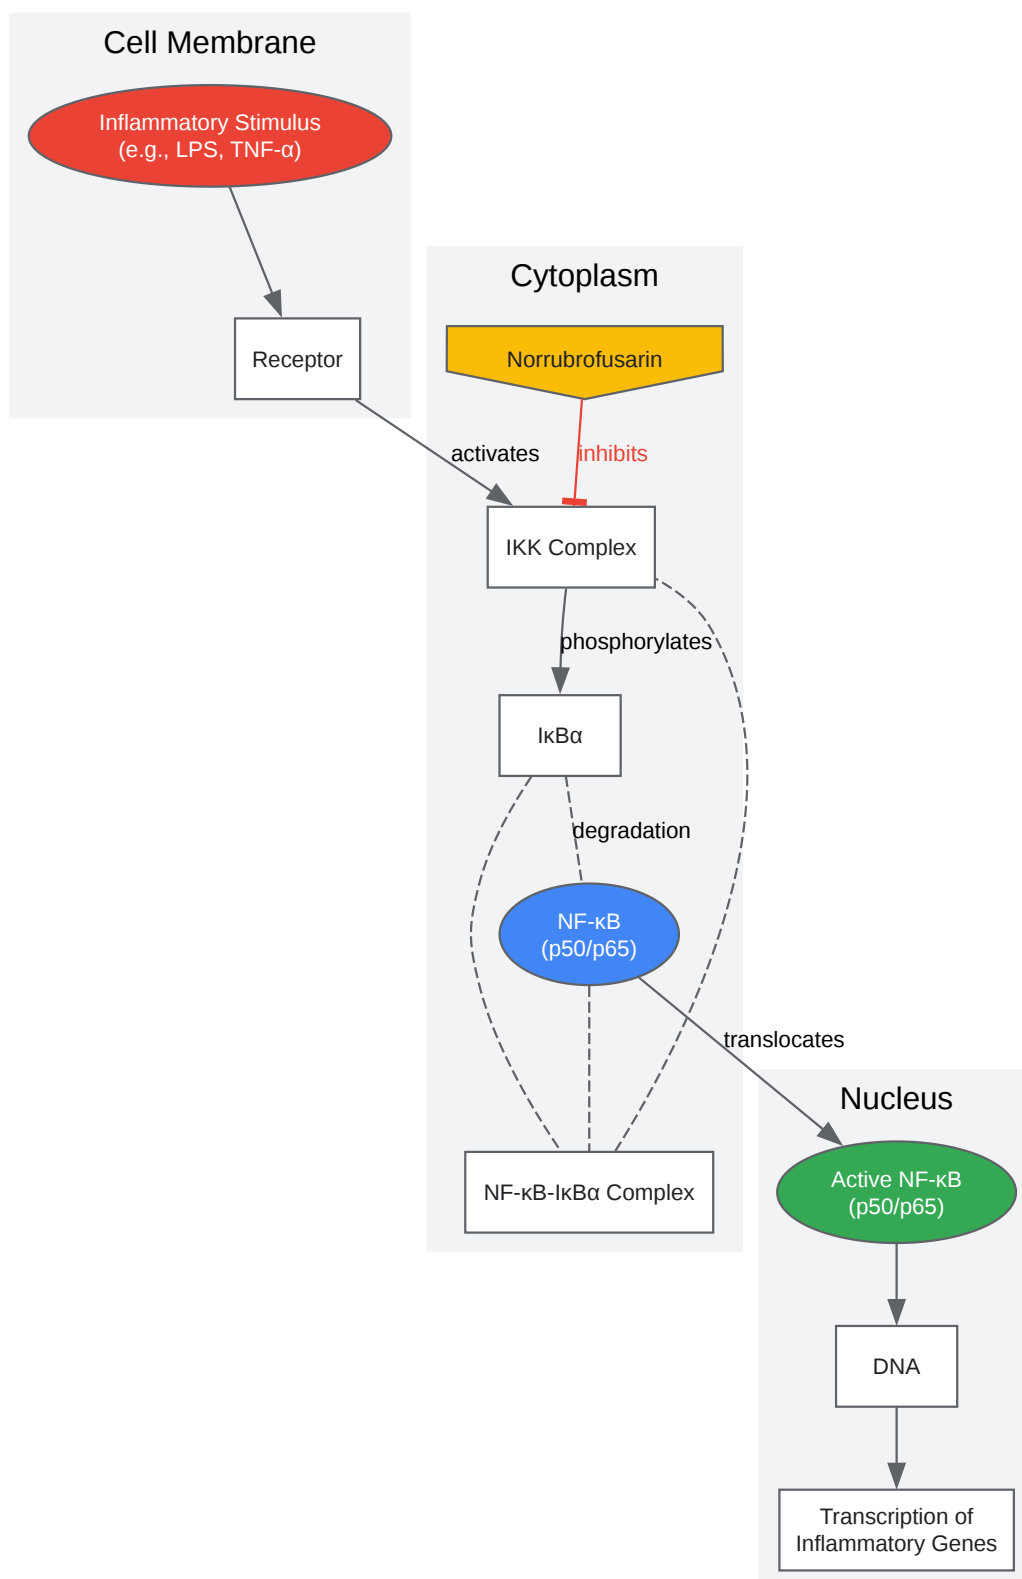 Cell Membrane
Inflammatory Stimulus
(e.g., LPS, TNF-α)
Receptor
Cytoplasm
Norrubrofusarin
activates
inhibits
IKK Complex
phosphorylates
IκBα
degradation
NF-κB
(p50/p65)
translocates
NF-κB-IκBα Complex
Nucleus
Active NF-κB
(p50/p65)
DNA
Transcription of
Inflammatory Genes